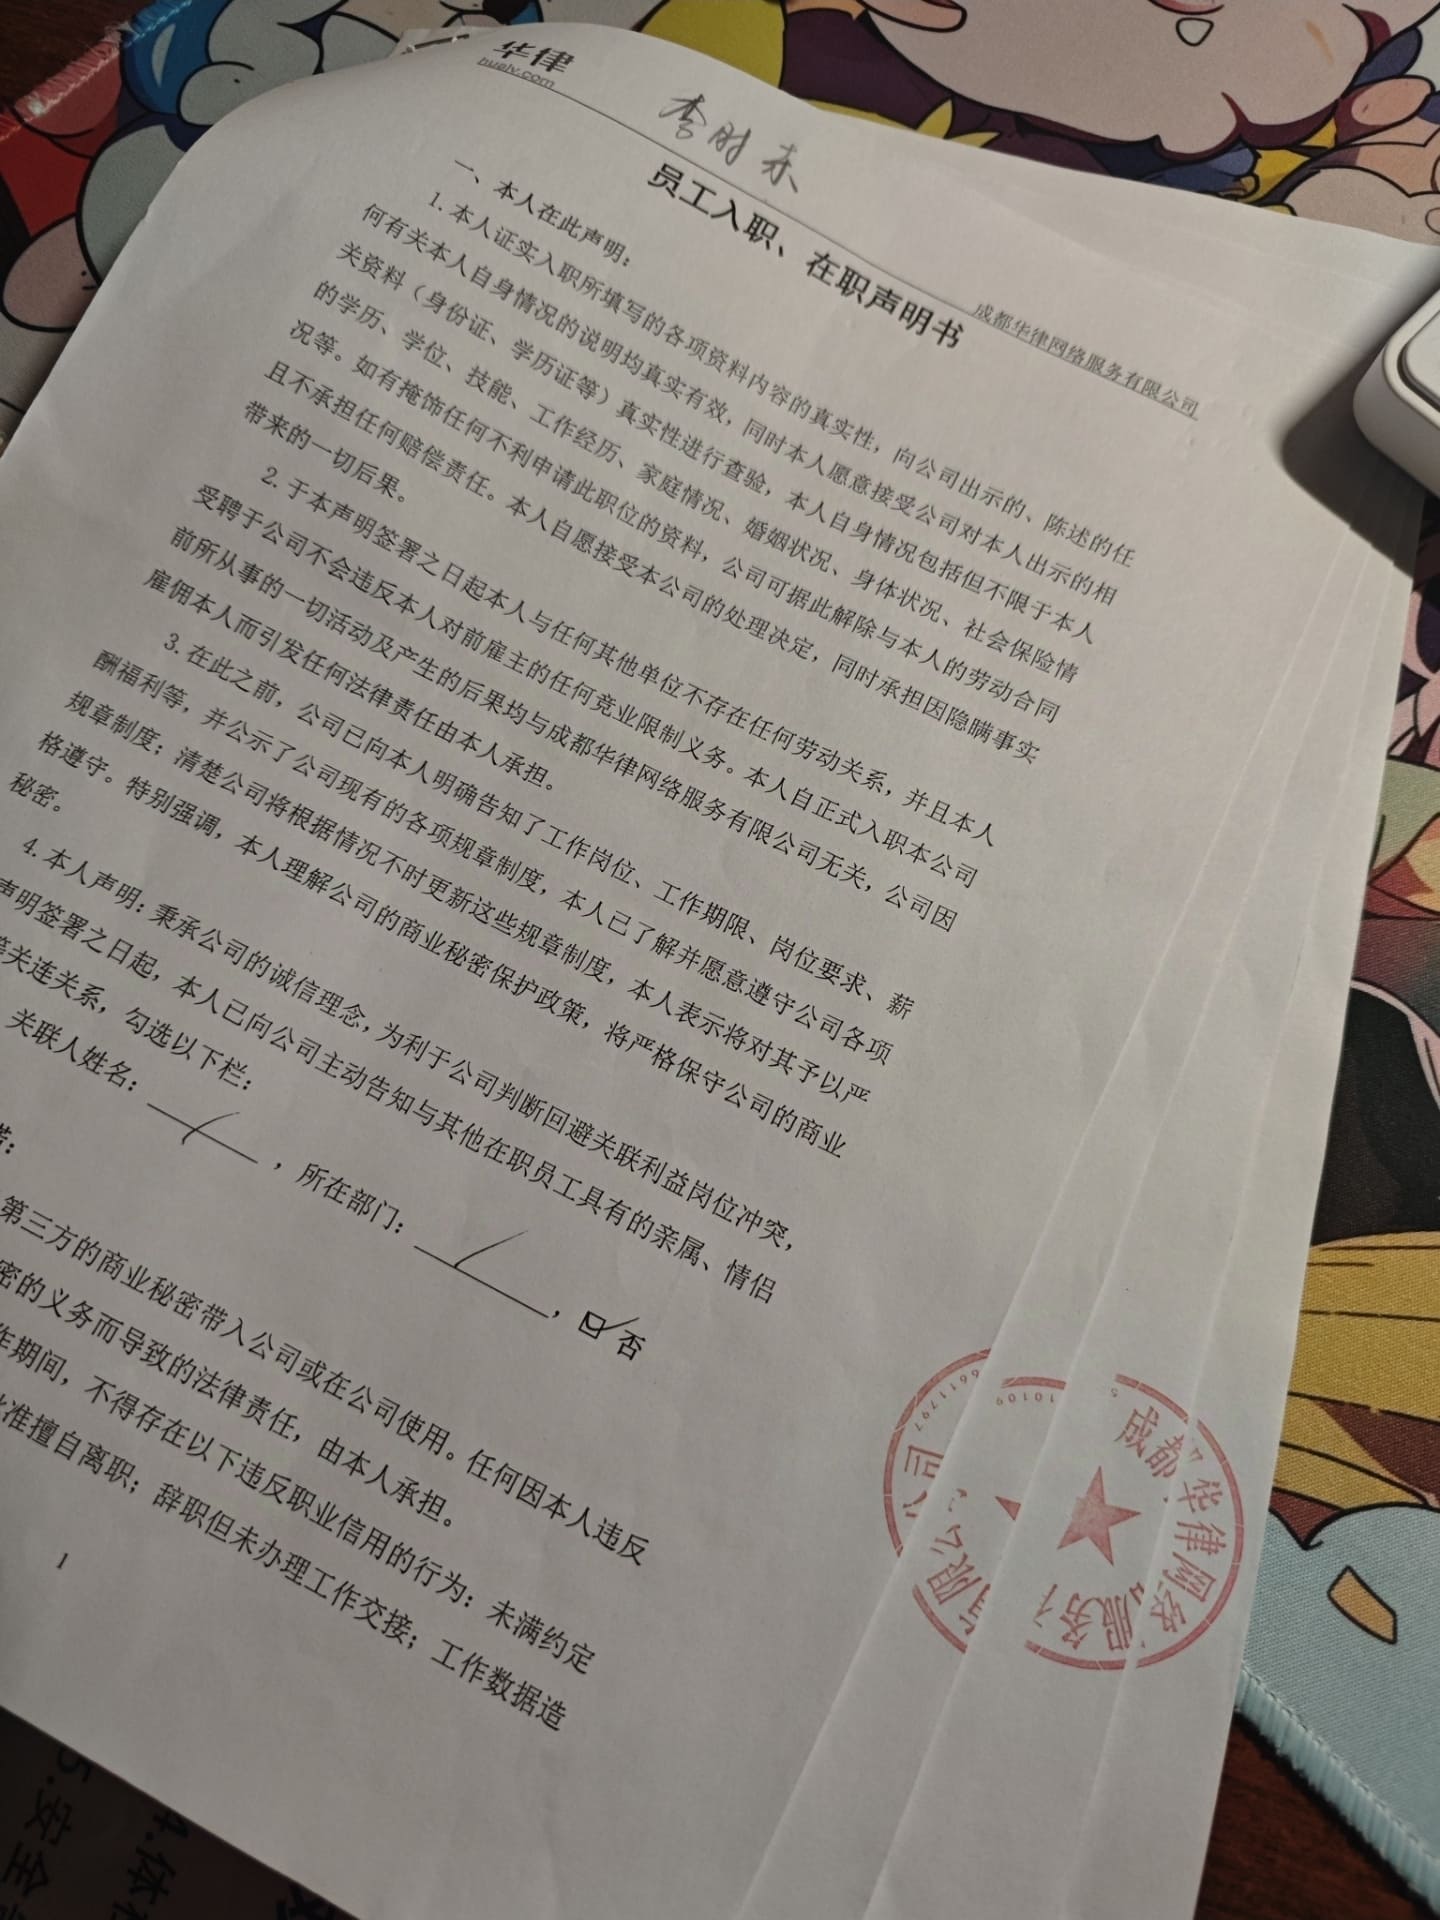 华律
hualv.com
成都华律网络服务有限公司
李时来
员工入职、在职声明书
一、本人在此声明：
1.本人证实入职所填写的各项资料内容的真实性，向公司出示的、陈述的任
何有关本人自身情况的说明均真实有效，同时本人愿意接受公司对本人出示的相
关资料（身份证、学历证等）真实性进行查验，本人自身情况包括但不限于本人
的学历、学位、技能、工作经历、家庭情况、婚姻状况、身体状况、社会保险情
况等。如有掩饰任何不利申请此职位的资料，公司可据此解除与本人的劳动合同
且不承担任何赔偿责任。本人自愿接受本公司的处理决定，同时承担因隐瞒事实
带来的一切后果。
2.于本声明签署之日起本人与任何其他单位不存在任何劳动关系，并且本人
受聘于公司不会违反本人对前雇主的任何竞业限制义务。本人自正式入职本公司
前所从事的一切活动及产生的后果均与成都华律网络服务有限公司无关，公司因
雇佣本人而引发任何法律责任由本人承担。
3.在此之前，公司已向本人明确告知了工作岗位、工作期限、岗位要求、薪
酬福利等，并公示了公司现有的各项规章制度，本人已了解并愿意遵守公司各项
规章制度；清楚公司将根据情况不时更新这些规章制度，本人表示将对其予以严
格遵守。特别强调，本人理解公司的商业秘密保护政策，将严格保守公司的商业
秘密。
4.本人声明：秉承公司的诚信理念，为利于公司判断回避关联利益岗位冲突，
声明签署之日起，本人已向公司主动告知与其他在职员工具有的亲属、情侣
等关连关系，勾选以下栏：
关联人姓名： ，所在部门： ，☑否
诺：
第三方的商业秘密带入公司或在公司使用。任何因本人违反
密的义务而导致的法律责任，由本人承担。
作期间，不得存在以下违反职业信用的行为：未满约定
批准擅自离职；辞职但未办理工作交接；工作数据造
1
成都华律网络服务有限公司
6611797
10109
5
4.体
5.安全